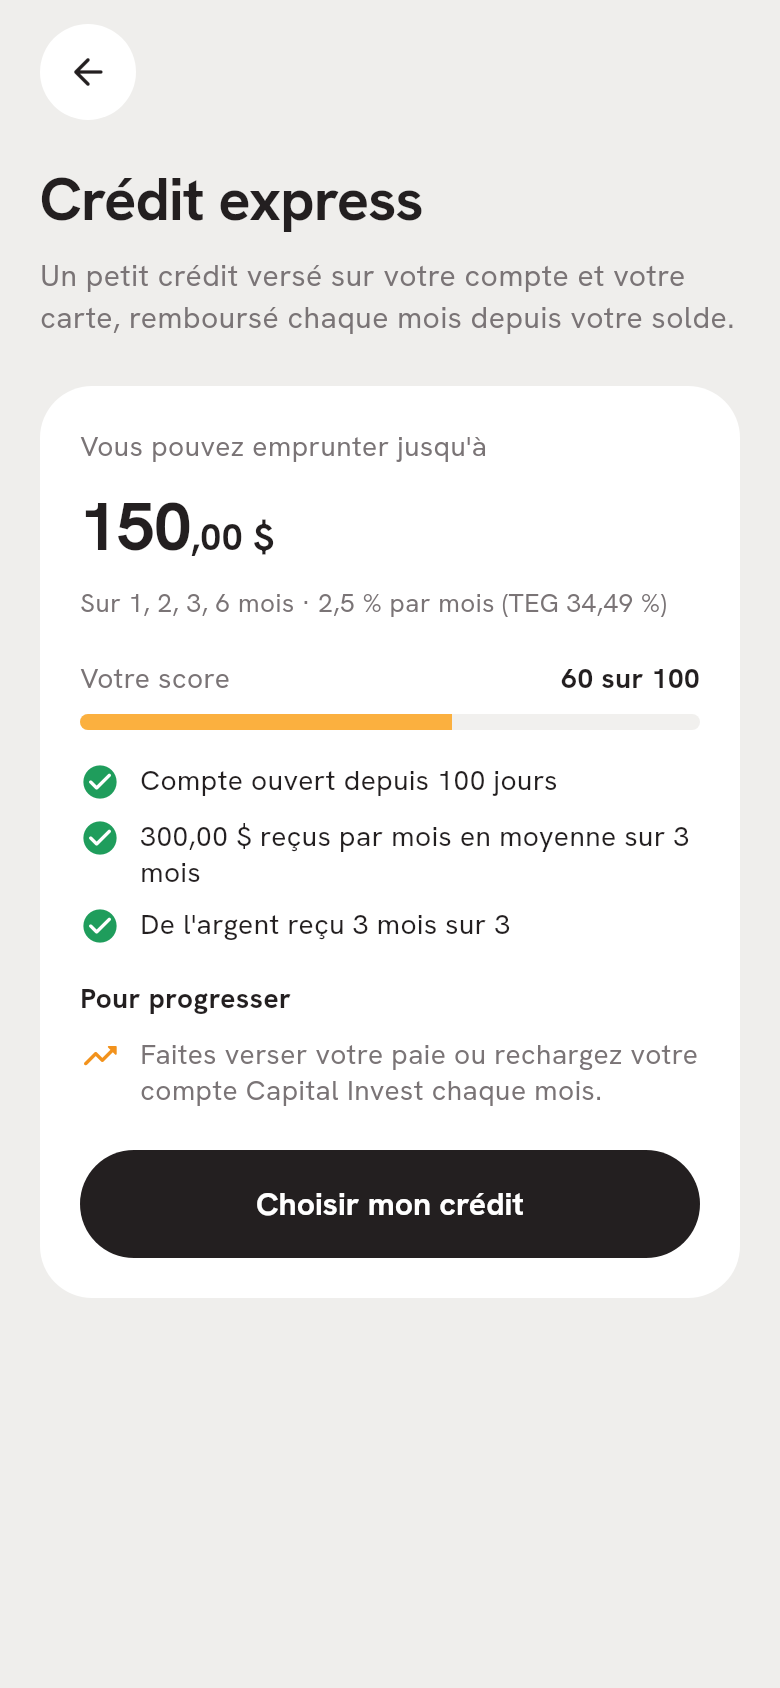 Crédit express
Un petit crédit versé sur votre compte et votre
carte, remboursé chaque mois depuis votre solde.
Vous pouvez emprunter jusqu'à
150,00 $
Sur 1, 2, 3, 6 mois · 2,5 % par mois (TEG 34,49 %)
Votre score 60 sur 100
Compte ouvert depuis 100 jours
300,00 $ reçus par mois en moyenne sur 3
mois
De l'argent reçu 3 mois sur 3
Pour progresser
Faites verser votre paie ou rechargez votre
compte Capital Invest chaque mois.
Choisir mon crédit